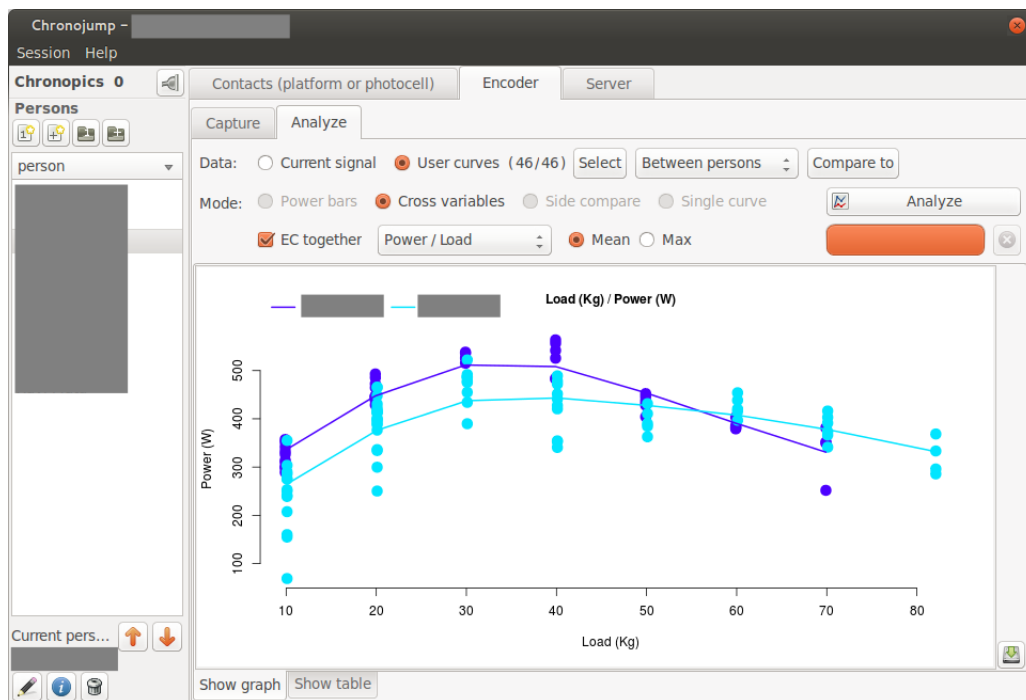 Chronojump –
Session Help
Chronopics 0
Persons
person
Current pers...
Contacts (platform or photocell) Encoder Server
Capture Analyze
Data: Current signal User curves (46/46) Select Between persons Compare to
Mode: Power bars Cross variables Side compare Single curve Analyze
EC together Power / Load Mean Max
Load (Kg) / Power (W)
Power (W)
500
400
300
200
100
10 20 30 40 50 60 70 80
Load (Kg)
Show graph Show table